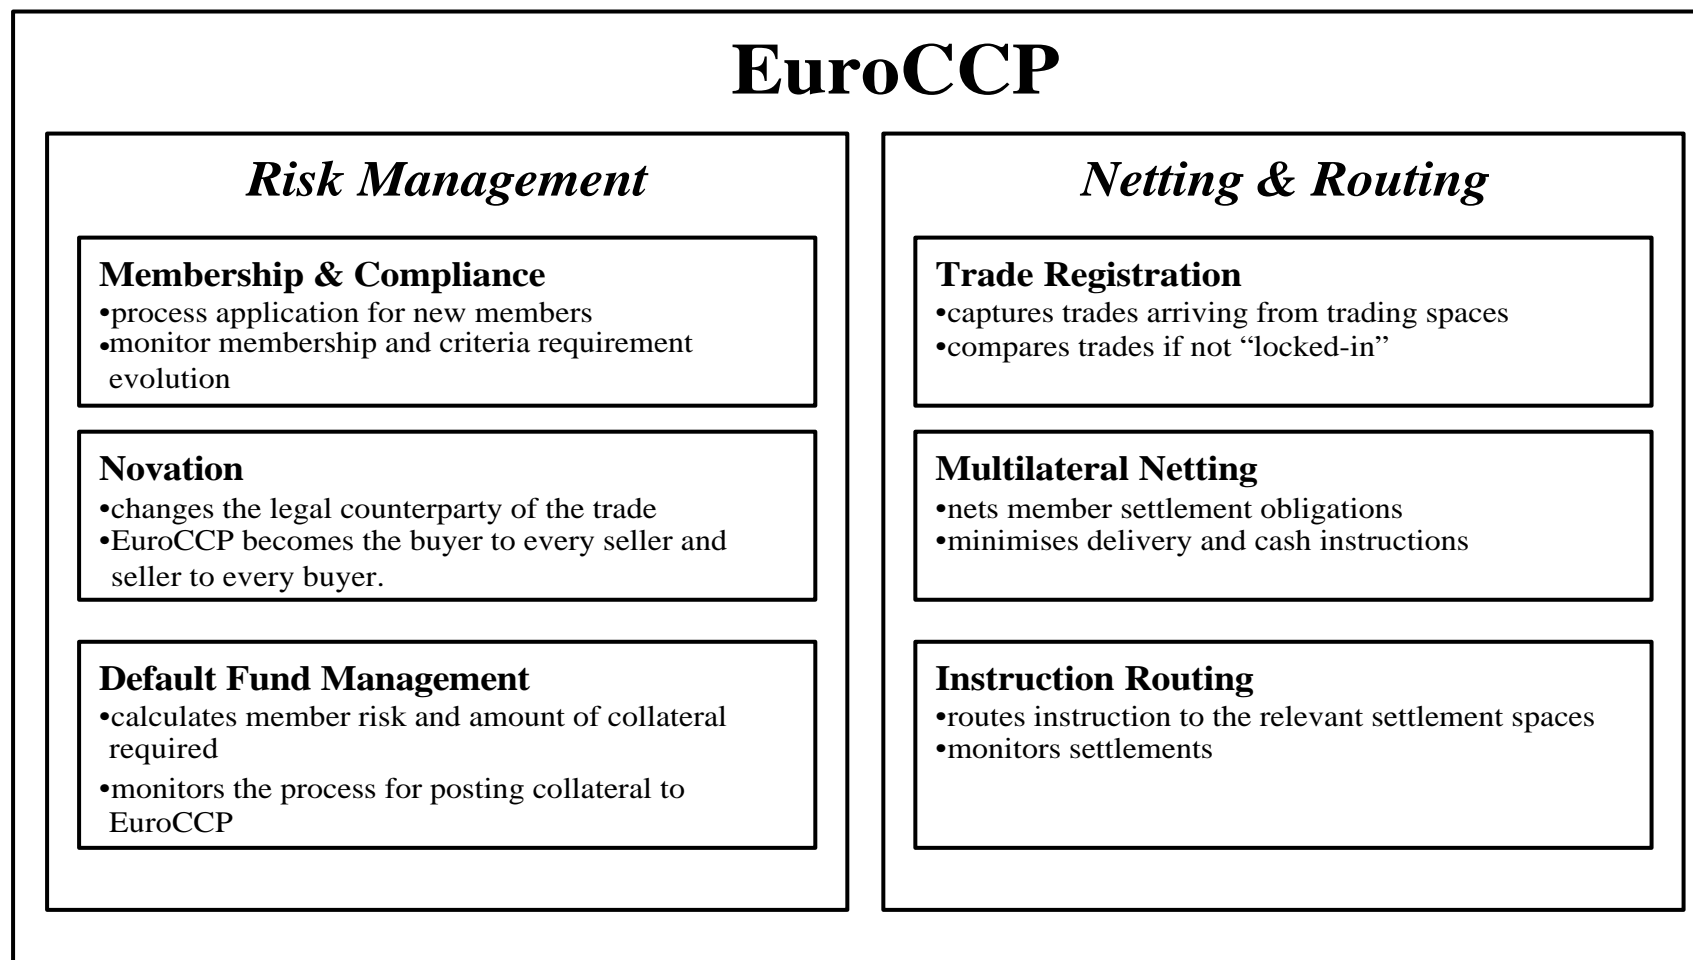 EuroCCP
Risk Management
Membership & Compliance
•process application for new members
•monitor membership and criteria requirement
evolution
Novation
•changes the legal counterparty of the trade
•EuroCCP becomes the buyer to every seller and
seller to every buyer.
Default Fund Management
•calculates member risk and amount of collateral
required
•monitors the process for posting collateral to
EuroCCP
Netting & Routing
Trade Registration
•captures trades arriving from trading spaces
•compares trades if not “locked-in”
Multilateral Netting
•nets member settlement obligations
•minimises delivery and cash instructions
Instruction Routing
•routes instruction to the relevant settlement spaces
•monitors settlements